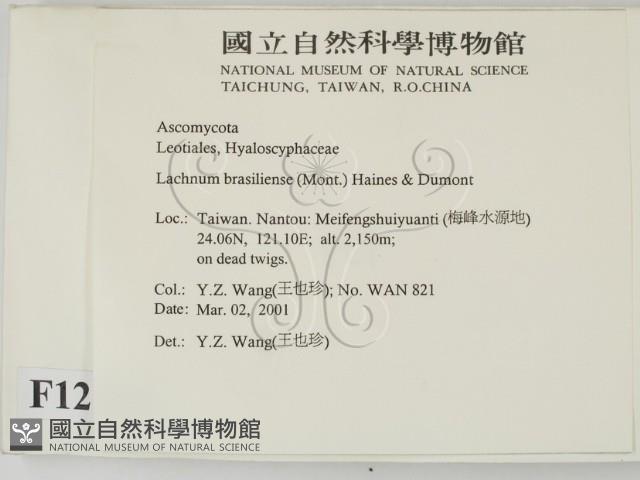 國立自然科學博物館
NATIONAL MUSEUM OF NATURAL SCIENCE
TAICHUNG, TAIWAN, R.O.CHINA
Ascomycota
Leotiales, Hyaloscyphaceae
Lachnum brasiliense (Mont.) Haines & Dumont
Loc.: Taiwan. Nantou: Meifengshuiyuanti (梅峰水源地)
24.06N, 121.10E; alt. 2,150m;
on dead twigs.
Col.: Y.Z. Wang(王也珍); No. WAN 821
Date: Mar. 02, 2001
Det.: Y.Z. Wang(王也珍)
F12
國立自然科學博物館
NATIONAL MUSEUM OF NATURAL SCIENCE